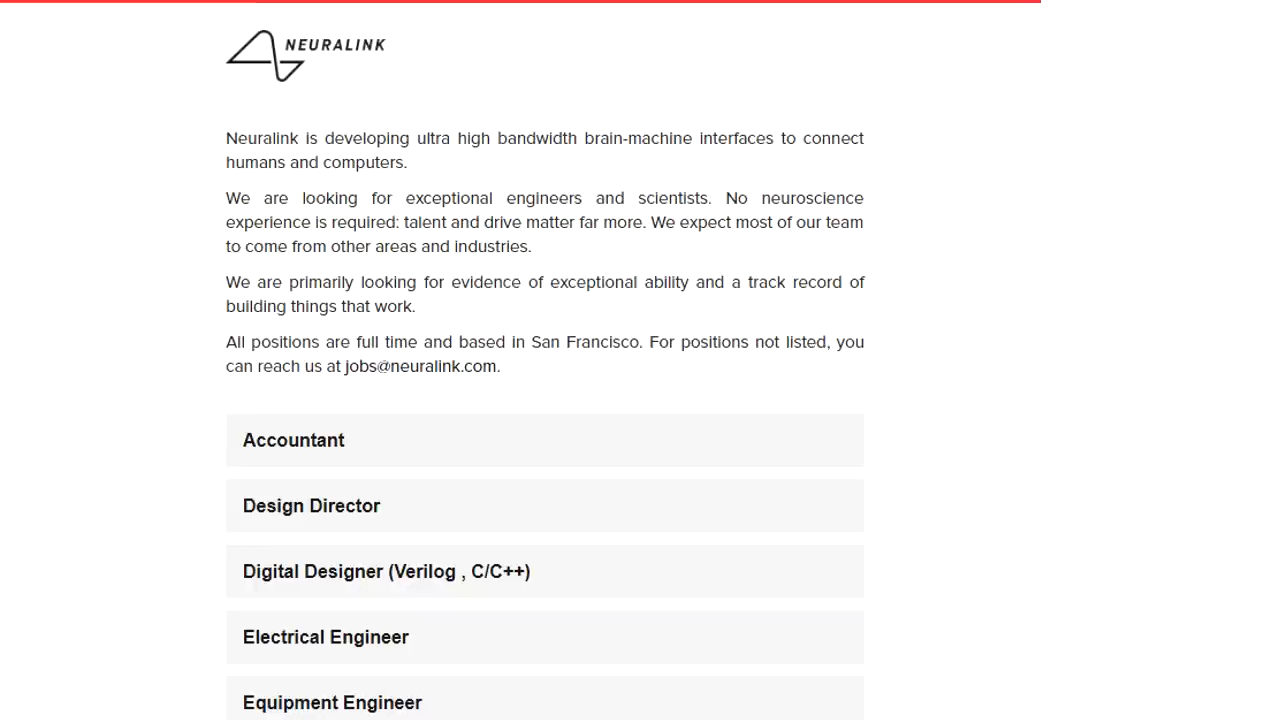 NEURALINK
Neuralink is developing ultra high bandwidth brain-machine interfaces to connect
humans and computers.
We are looking for exceptional engineers and scientists. No neuroscience
experience is required: talent and drive matter far more. We expect most of our team
to come from other areas and industries.
We are primarily looking for evidence of exceptional ability and a track record of
building things that work.
All positions are full time and based in San Francisco. For positions not listed, you
can reach us at jobs@neuralink.com.
Accountant
Design Director
Digital Designer (Verilog , C/C++)
Electrical Engineer
Equipment Engineer